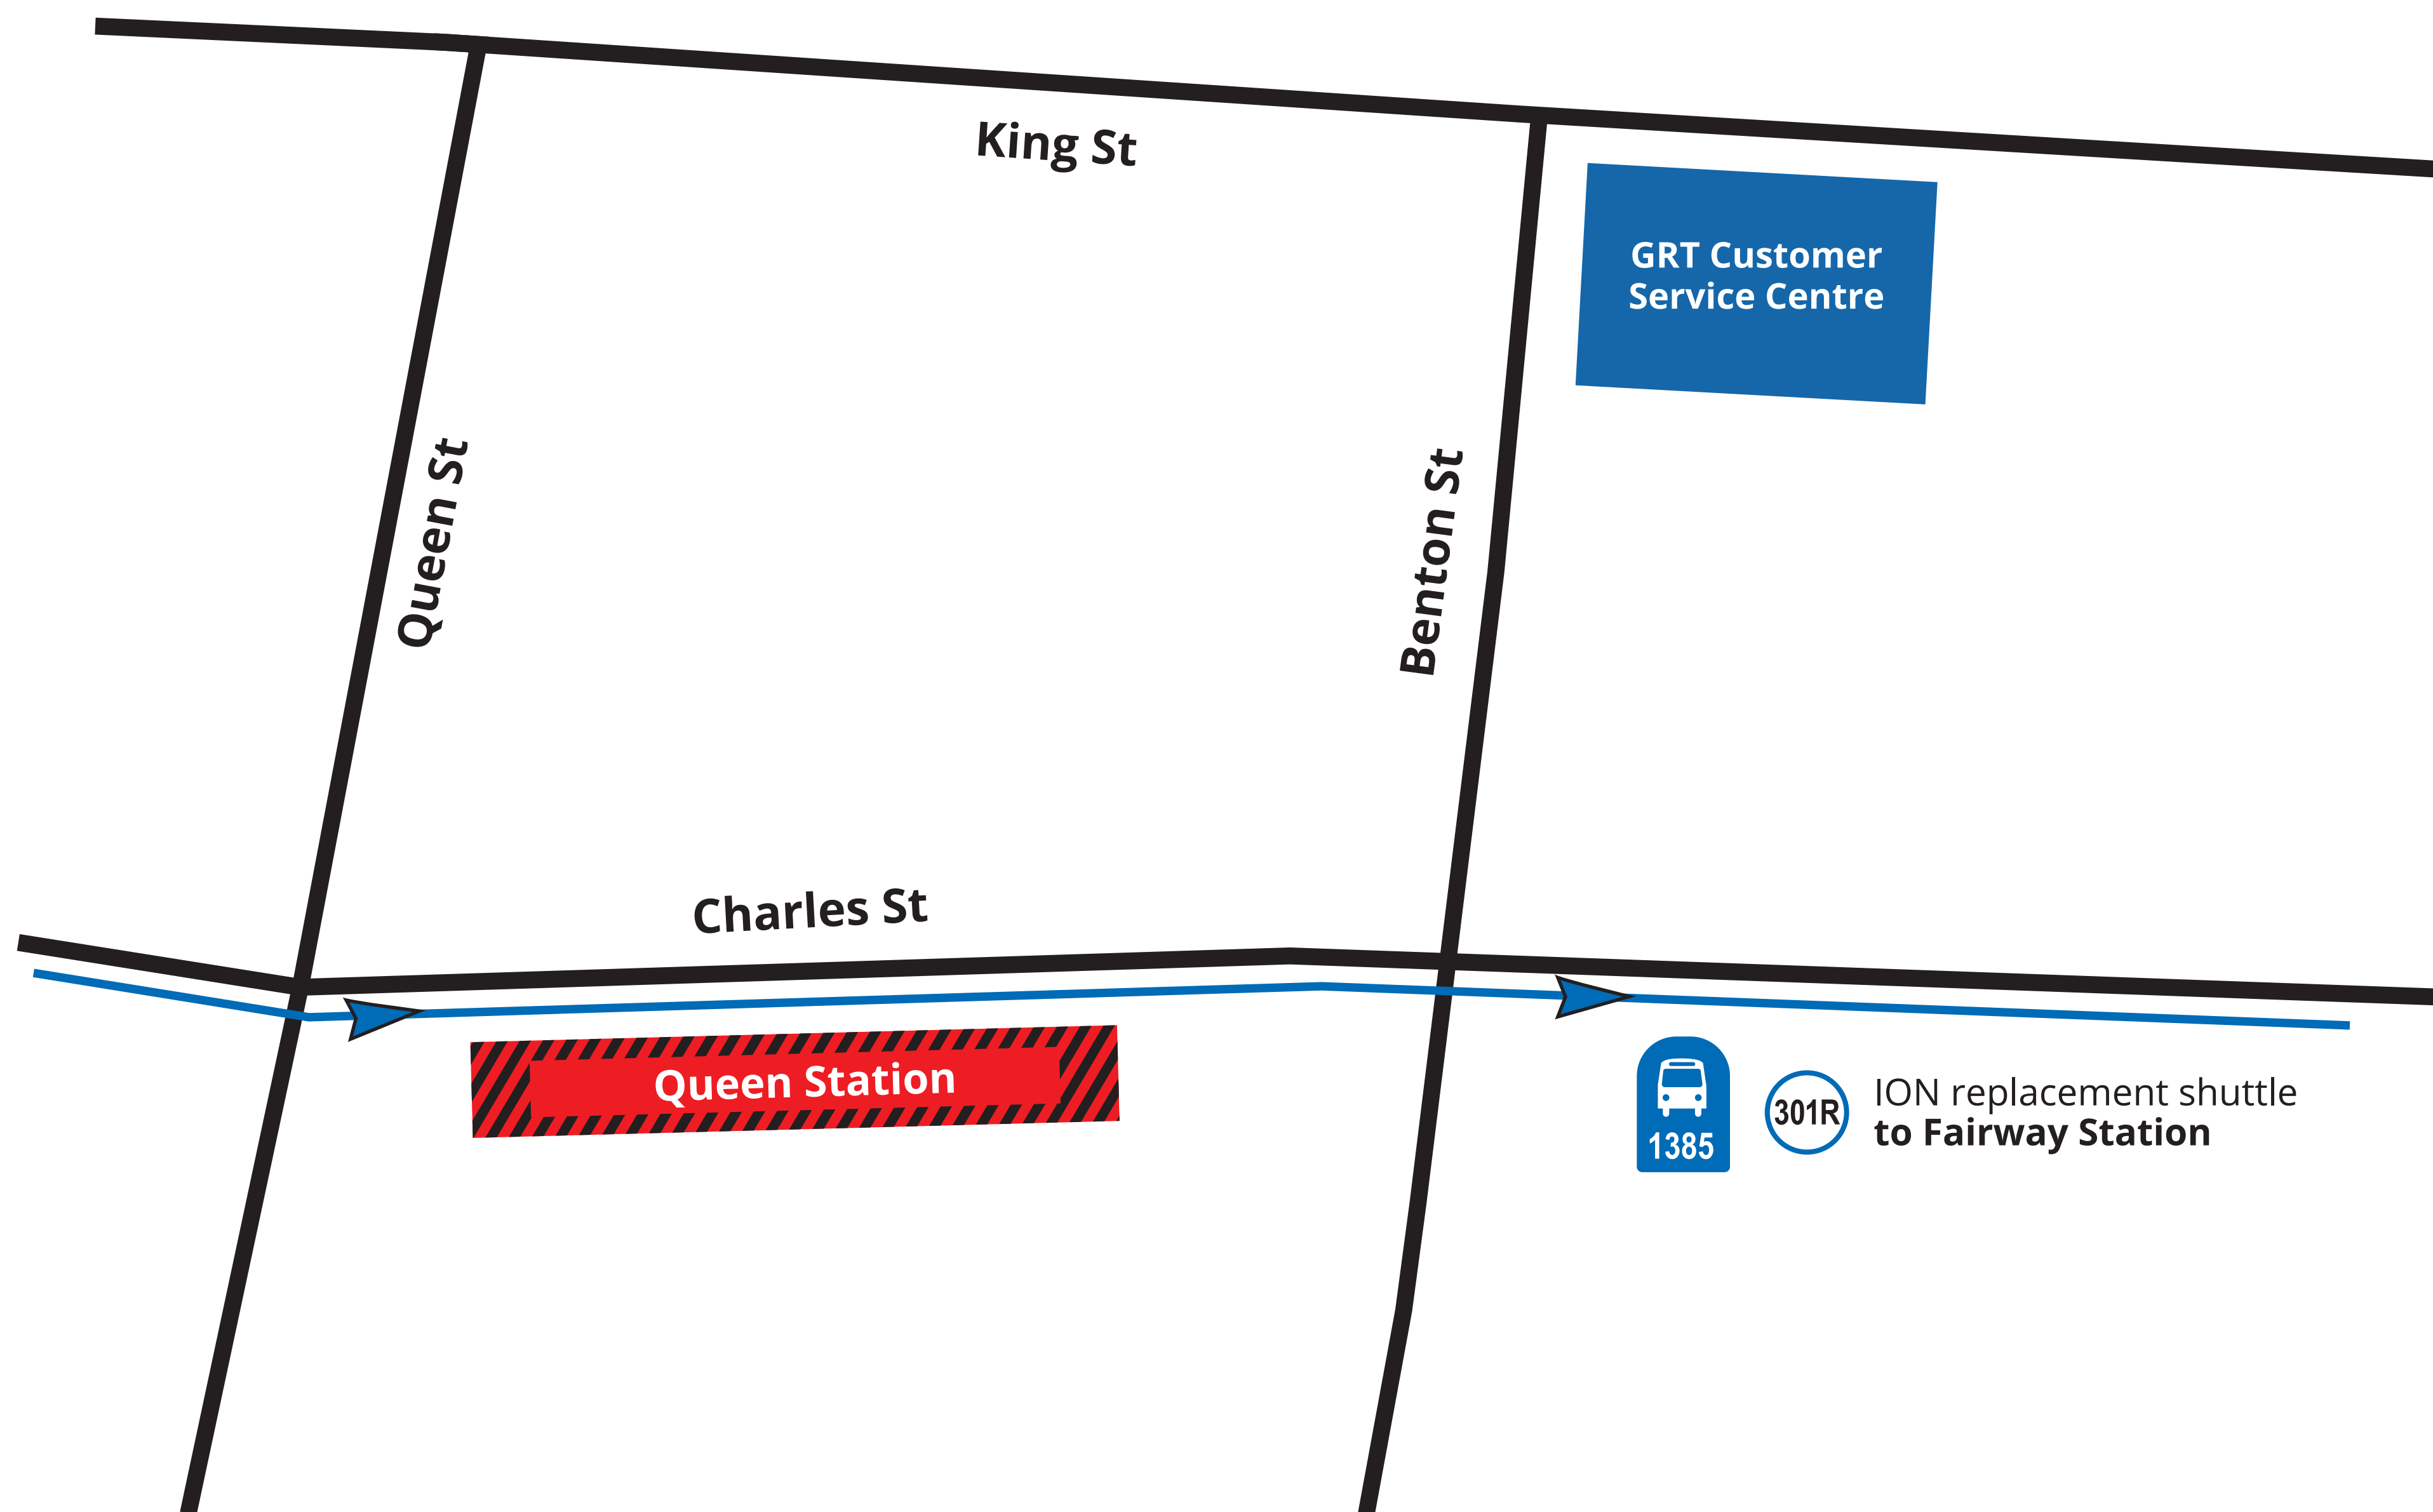 King St
GRT Customer
Service Centre
Queen St
Benton St
Charles St
Queen Station
1385
301R
ION replacement shuttle
to Fairway Station